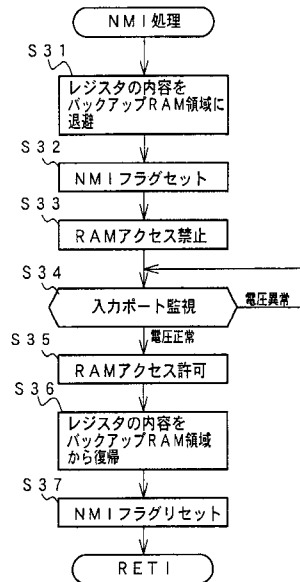 NMI処理
S31
レジスタの内容を
バックアップRAM領域に
退避
S32
NMIフラグセット
S33
RAMアクセス禁止
S34
入力ポート監視
電圧異常
電圧正常
S35
RAMアクセス許可
S36
レジスタの内容を
バックアップRAM領域
から復帰
S37
NMIフラグリセット
RETI